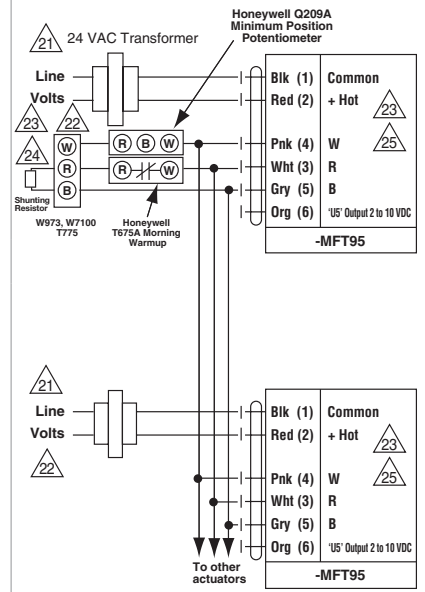 Honeywell Q209A
Minimum Position
Potentiometer
21
24 VAC Transformer
Line
Volts
Blk (1) Common
Red (2) + Hot
23
Pnk (4) W
25
Wht (3) R
Gry (5) B
Org (6) 'U5' Output 2 to 10 VDC
-MFT95
23
22
24
W
R
B
R B W
R W
Shunting
Resistor
W973, W7100
T775
Honeywell
T675A Morning
Warmup
21
Line
Volts
22
Blk (1) Common
Red (2) + Hot
23
Pnk (4) W
25
Wht (3) R
Gry (5) B
Org (6) 'U5' Output 2 to 10 VDC
-MFT95
To other
actuators